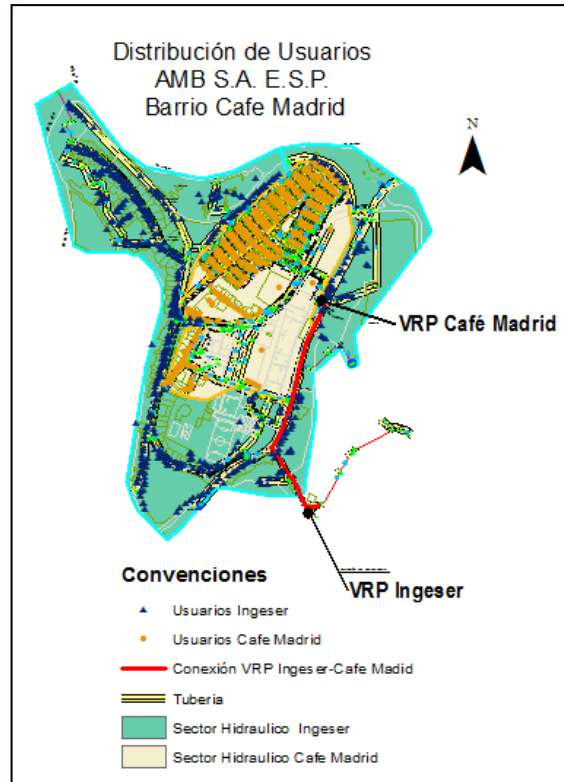 Distribución de Usuarios
AMB S.A. E.S.P.
Barrio Cafe Madrid
N
VRP Café Madrid
VRP Ingeser
Convenciones
Usuarios Ingeser
Usuarios Cafe Madrid
Conexión VRP Ingeser-Cafe Madid
Tuberia
Sector Hidraulico Ingeser
Sector Hidraulico Cafe Madrid